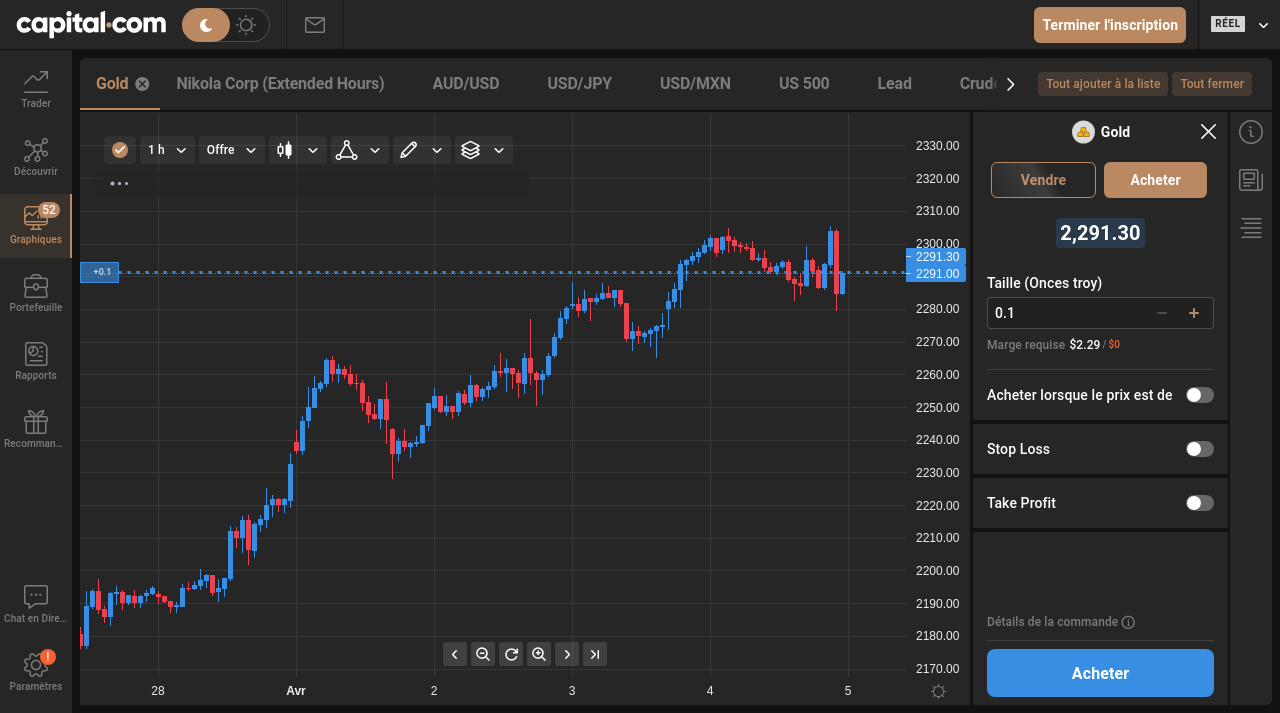 capital.com
Terminer l'inscription
RÉEL
Trader
Découvrir
52
Graphiques
Portefeuille
Rapports
Recomman...
Chat en Dire...
!
Paramètres
Gold
Nikola Corp (Extended Hours)
AUD/USD
USD/JPY
USD/MXN
US 500
Lead
Crud
Tout ajouter à la liste
Tout fermer
1 h
Offre
+0.1
2330.00
2320.00
2310.00
2300.00
2291.30
2291.00
2280.00
2270.00
2260.00
2250.00
2240.00
2230.00
2220.00
2210.00
2200.00
2190.00
2180.00
2170.00
28
Avr
2
3
4
5
Gold
Vendre
Acheter
2,291.30
Taille (Onces troy)
0.1
Marge requise $2.29 / $0
Acheter lorsque le prix est de
Stop Loss
Take Profit
Détails de la commande
Acheter